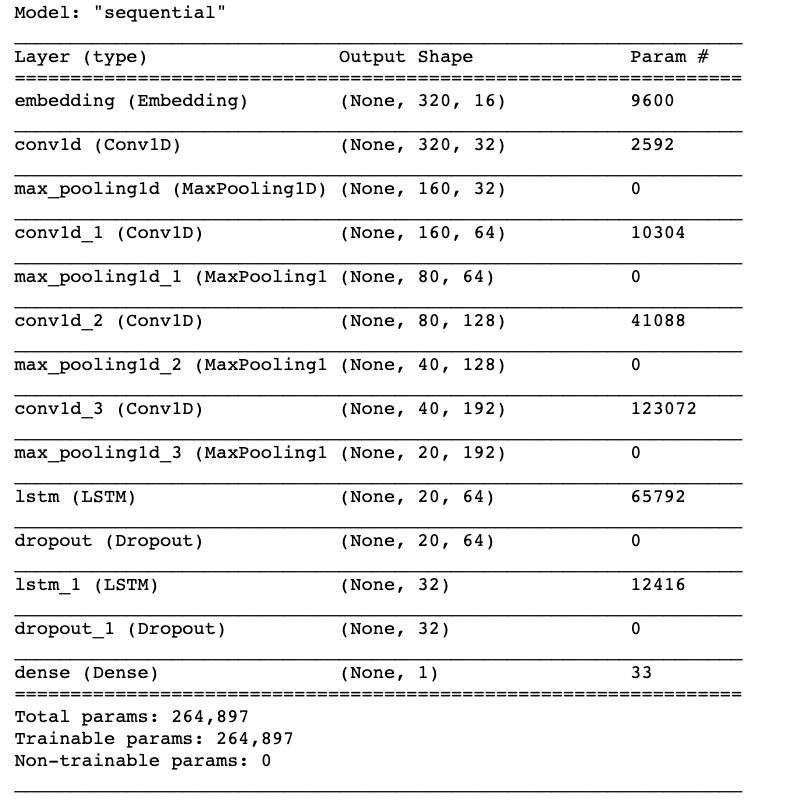 Model: "sequential"
Layer (type) Output Shape Param #
embedding (Embedding) (None, 320, 16) 9600
conv1d (Conv1D) (None, 320, 32) 2592
max_pooling1d (MaxPooling1D) (None, 160, 32) 0
conv1d_1 (Conv1D) (None, 160, 64) 10304
max_pooling1d_1 (MaxPooling1 (None, 80, 64) 0
conv1d_2 (Conv1D) (None, 80, 128) 41088
max_pooling1d_2 (MaxPooling1 (None, 40, 128) 0
conv1d_3 (Conv1D) (None, 40, 192) 123072
max_pooling1d_3 (MaxPooling1 (None, 20, 192) 0
lstm (LSTM) (None, 20, 64) 65792
dropout (Dropout) (None, 20, 64) 0
lstm_1 (LSTM) (None, 32) 12416
dropout_1 (Dropout) (None, 32) 0
dense (Dense) (None, 1) 33
Total params: 264,897
Trainable params: 264,897
Non-trainable params: 0